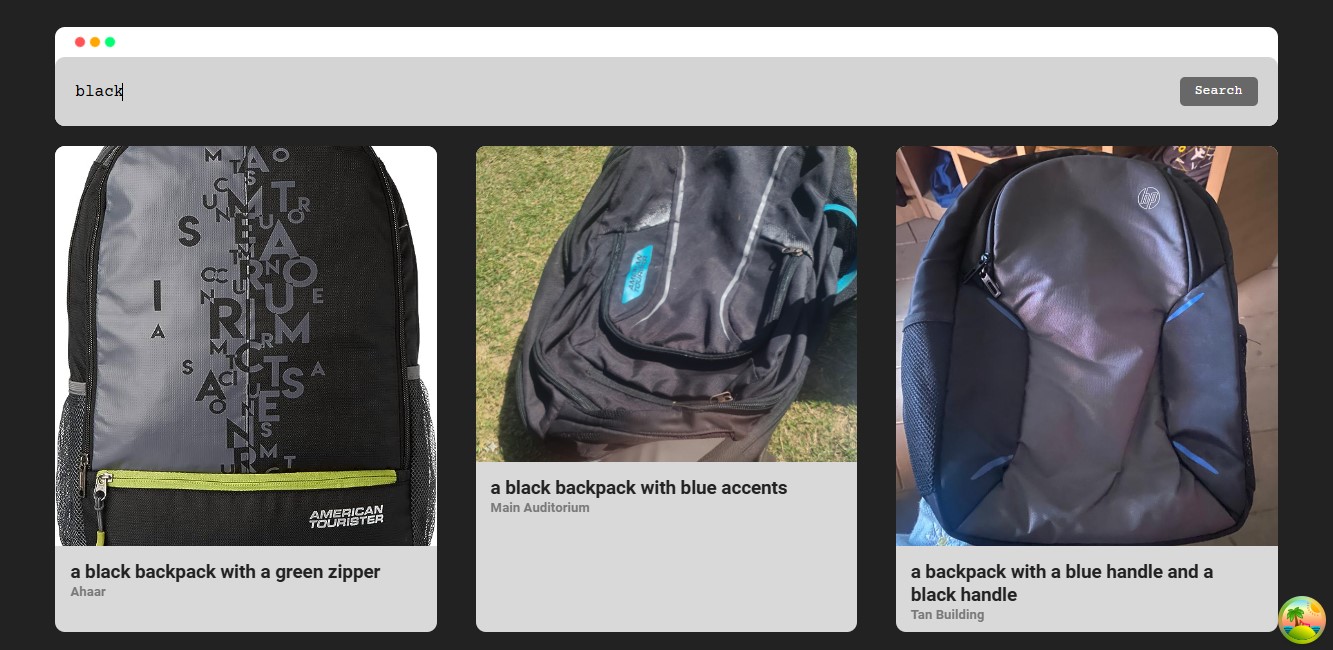 black
Search
AMERICAN
TOURISTER
hp
a black backpack with a green zipper
Ahaar
a black backpack with blue accents
Main Auditorium
a backpack with a blue handle and a
black handle
Tan Building